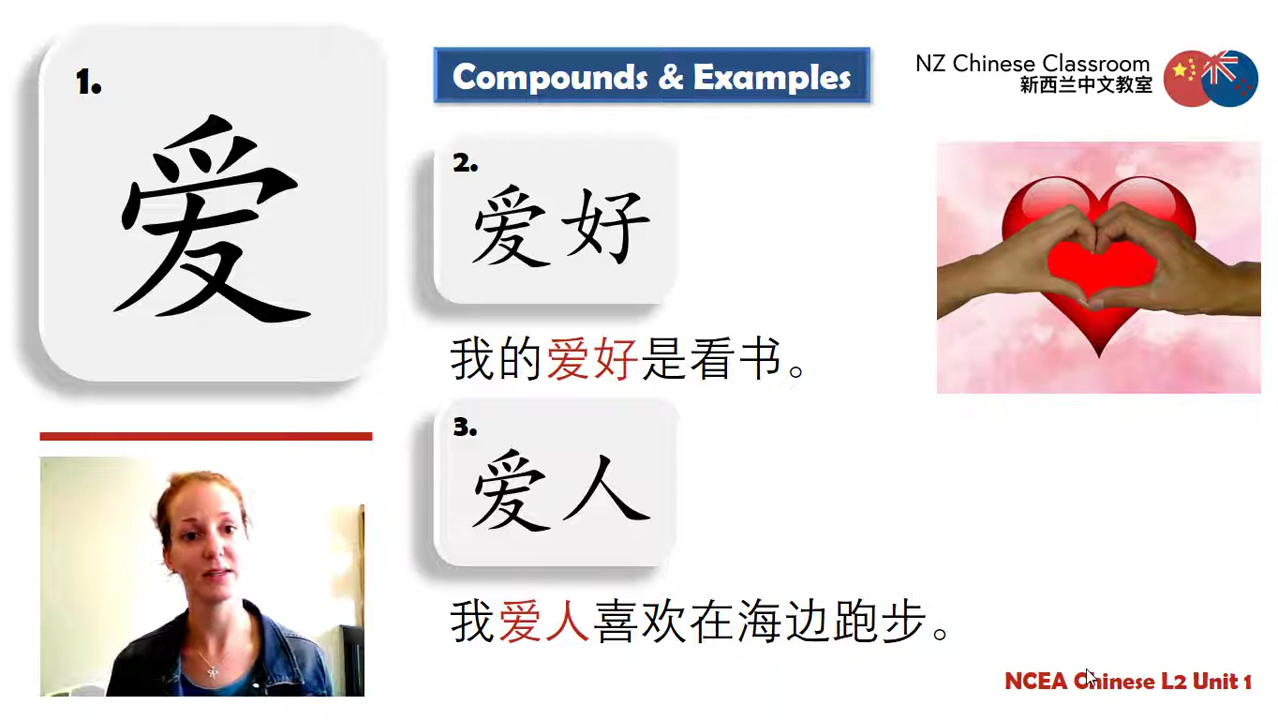 1.
爱
Compounds & Examples
NZ Chinese Classroom
新西兰中文教室
2.
爱好
我的爱好是看书。
3.
爱人
我爱人喜欢在海边跑步。
NCEA Chinese L2 Unit 1